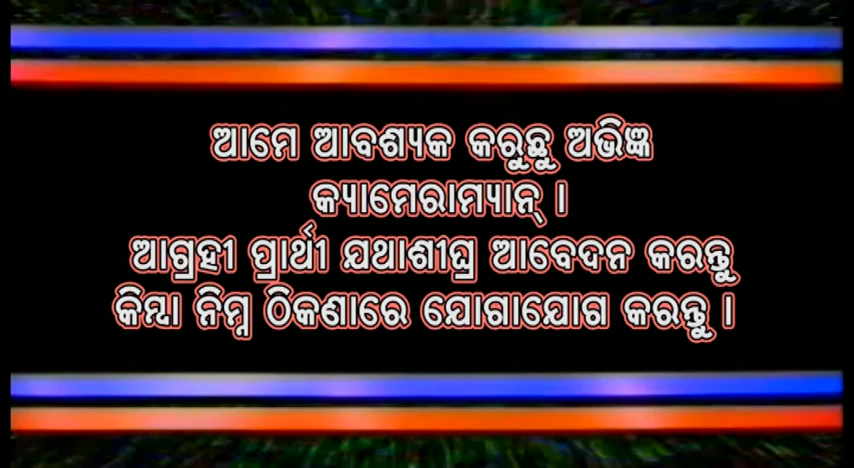 ଆମେ ଆବଶ୍ୟକ କରୁଛୁ ଅଭିଜ୍ଞ
କ୍ୟାମେରାମ୍ୟାନ୍ ।
ଆଗ୍ରହୀ ପ୍ରାର୍ଥୀ ଯଥାଶୀଘ୍ର ଆବେଦନ କରନ୍ତୁ
କିମ୍ବା ନିମ୍ନ ଠିକଣାରେ ଯୋଗାଯୋଗ କରନ୍ତୁ ।